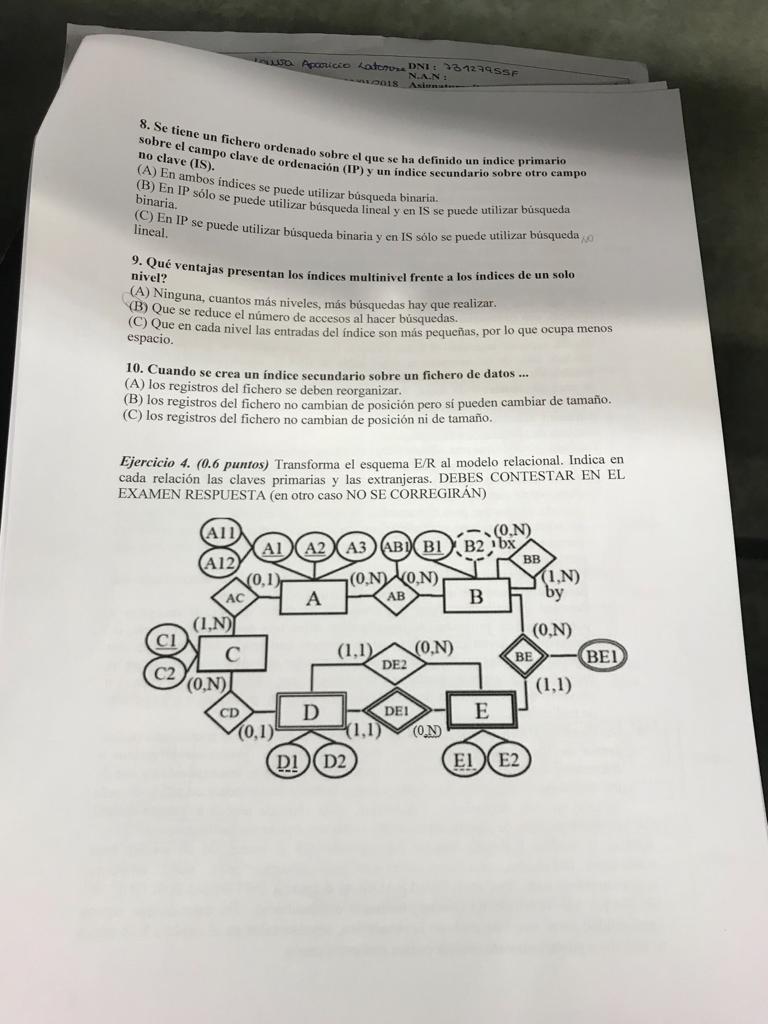 Aparicio Latorre DNI : 73127955F
N.A.N :
/2018
8. Se tiene un fichero ordenado sobre el que se ha definido un índice primario
sobre el campo clave de ordenación (IP) y un índice secundario sobre otro campo
no clave (IS).
(A) En ambos índices se puede utilizar búsqueda binaria.
(B) En IP sólo se puede utilizar búsqueda lineal y en IS se puede utilizar búsqueda
binaria.
(C) En IP se puede utilizar búsqueda binaria y en IS sólo se puede utilizar búsqueda NO
lineal.
9. Qué ventajas presentan los índices multinivel frente a los índices de un solo
nivel?
(A) Ninguna, cuantos más niveles, más búsquedas hay que realizar.
(B) Que se reduce el número de accesos al hacer búsquedas.
(C) Que en cada nivel las entradas del índice son más pequeñas, por lo que ocupa menos
espacio.
10. Cuando se crea un índice secundario sobre un fichero de datos ...
(A) los registros del fichero se deben reorganizar.
(B) los registros del fichero no cambian de posición pero sí pueden cambiar de tamaño.
(C) los registros del fichero no cambian de posición ni de tamaño.
Ejercicio 4. (0.6 puntos) Transforma el esquema E/R al modelo relacional. Indica en
cada relación las claves primarias y las extranjeras. DEBES CONTESTAR EN EL
EXAMEN RESPUESTA (en otro caso NO SE CORREGIRÁN)
A11 (0,N)
A1 A2 A3 AB1 B1 B2 bx
A12 BB
(0,1) (0,N) (0,N) (1,N)
AC A AB B by
(1,N) (0,N)
C1 C (1,1) (0,N)
DE2 BE BE1
C2 (0,N) (1,1)
CD D DE1 E
(0,1) (1,1) (0,N)
D1 D2 E1 E2